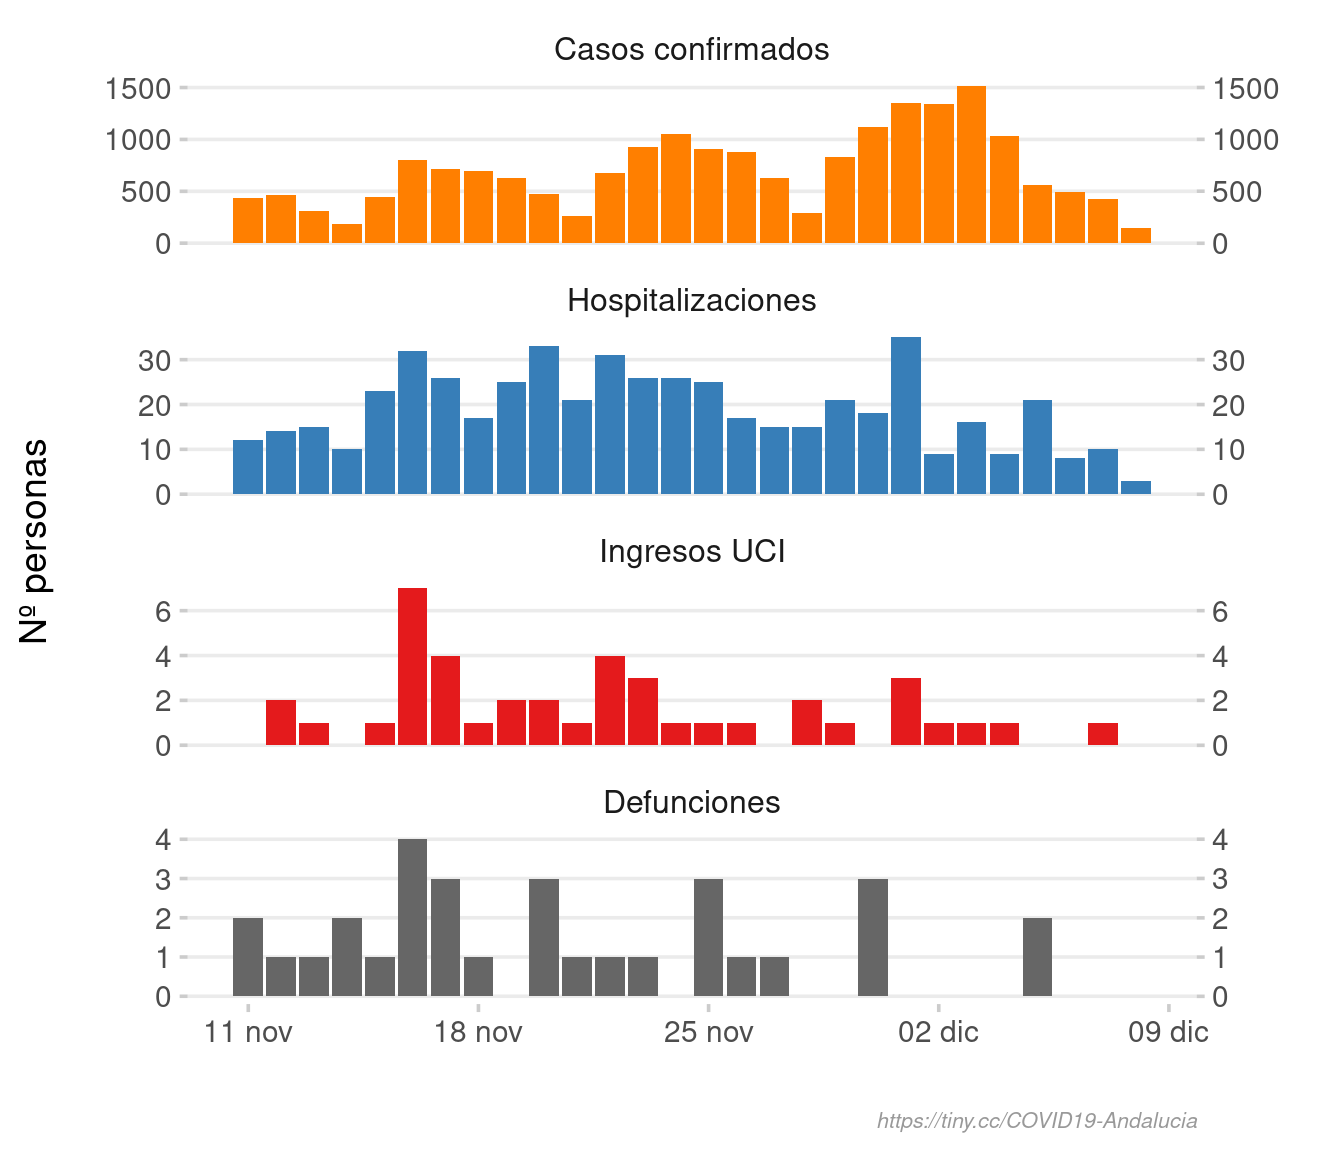 Casos confirmados
1500 1500
1000 1000
500 500
0 0
Hospitalizaciones
30 30
20 20
10 10
0 0
Ingresos UCI
6 6
4 4
2 2
0 0
Defunciones
4 4
3 3
2 2
1 1
0 0
11 nov 18 nov 25 nov 02 dic 09 dic
Nº personas
https://tiny.cc/COVID19-Andalucia